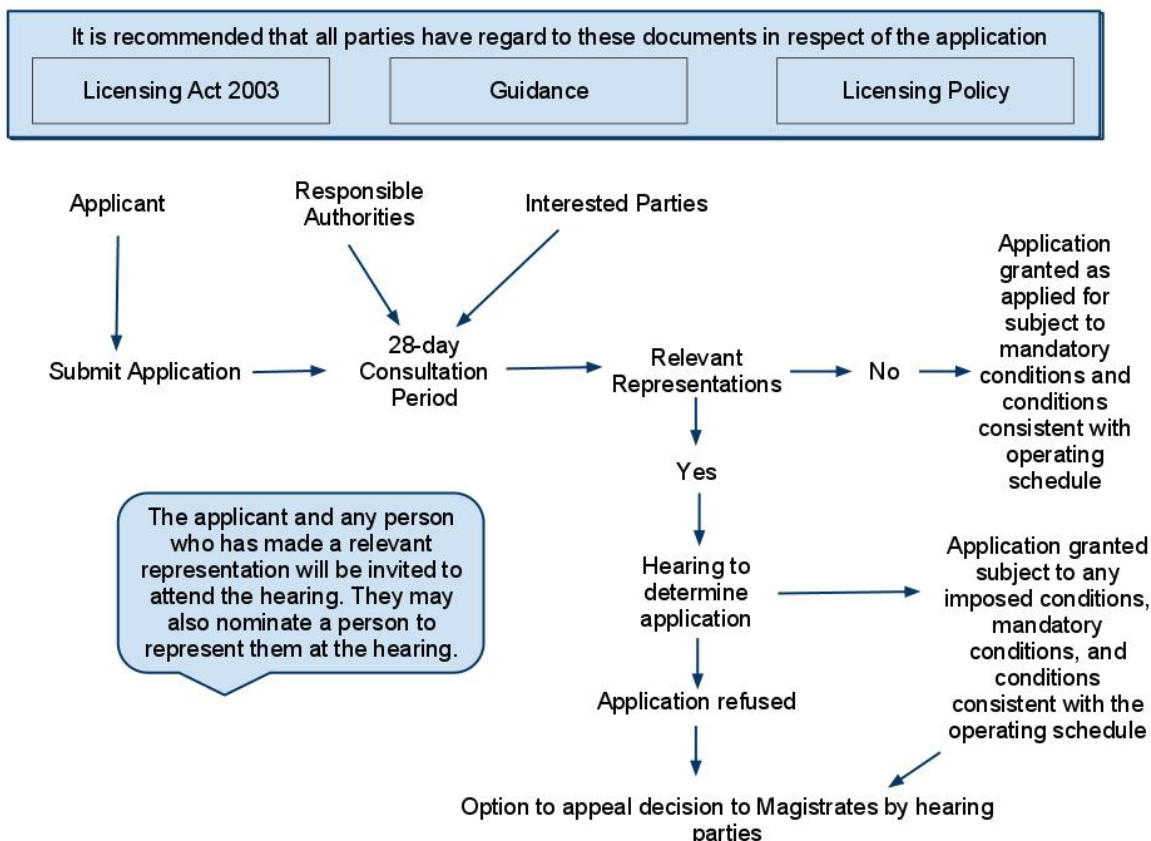 It is recommended that all parties have regard to these documents in respect of the application
Licensing Act 2003
Guidance
Licensing Policy
Applicant
Responsible
Authorities
Interested Parties
Submit Application
28-day
Consultation
Period
Relevant
Representations
No
Application
granted as
applied for
subject to
mandatory
conditions and
conditions
consistent with
operating
schedule
Yes
The applicant and any person
who has made a relevant
representation will be invited to
attend the hearing. They may
also nominate a person to
represent them at the hearing.
Hearing to
determine
application
Application granted
subject to any
imposed conditions,
mandatory
conditions, and
conditions
consistent with the
operating schedule
Application refused
Option to appeal decision to Magistrates by hearing
parties